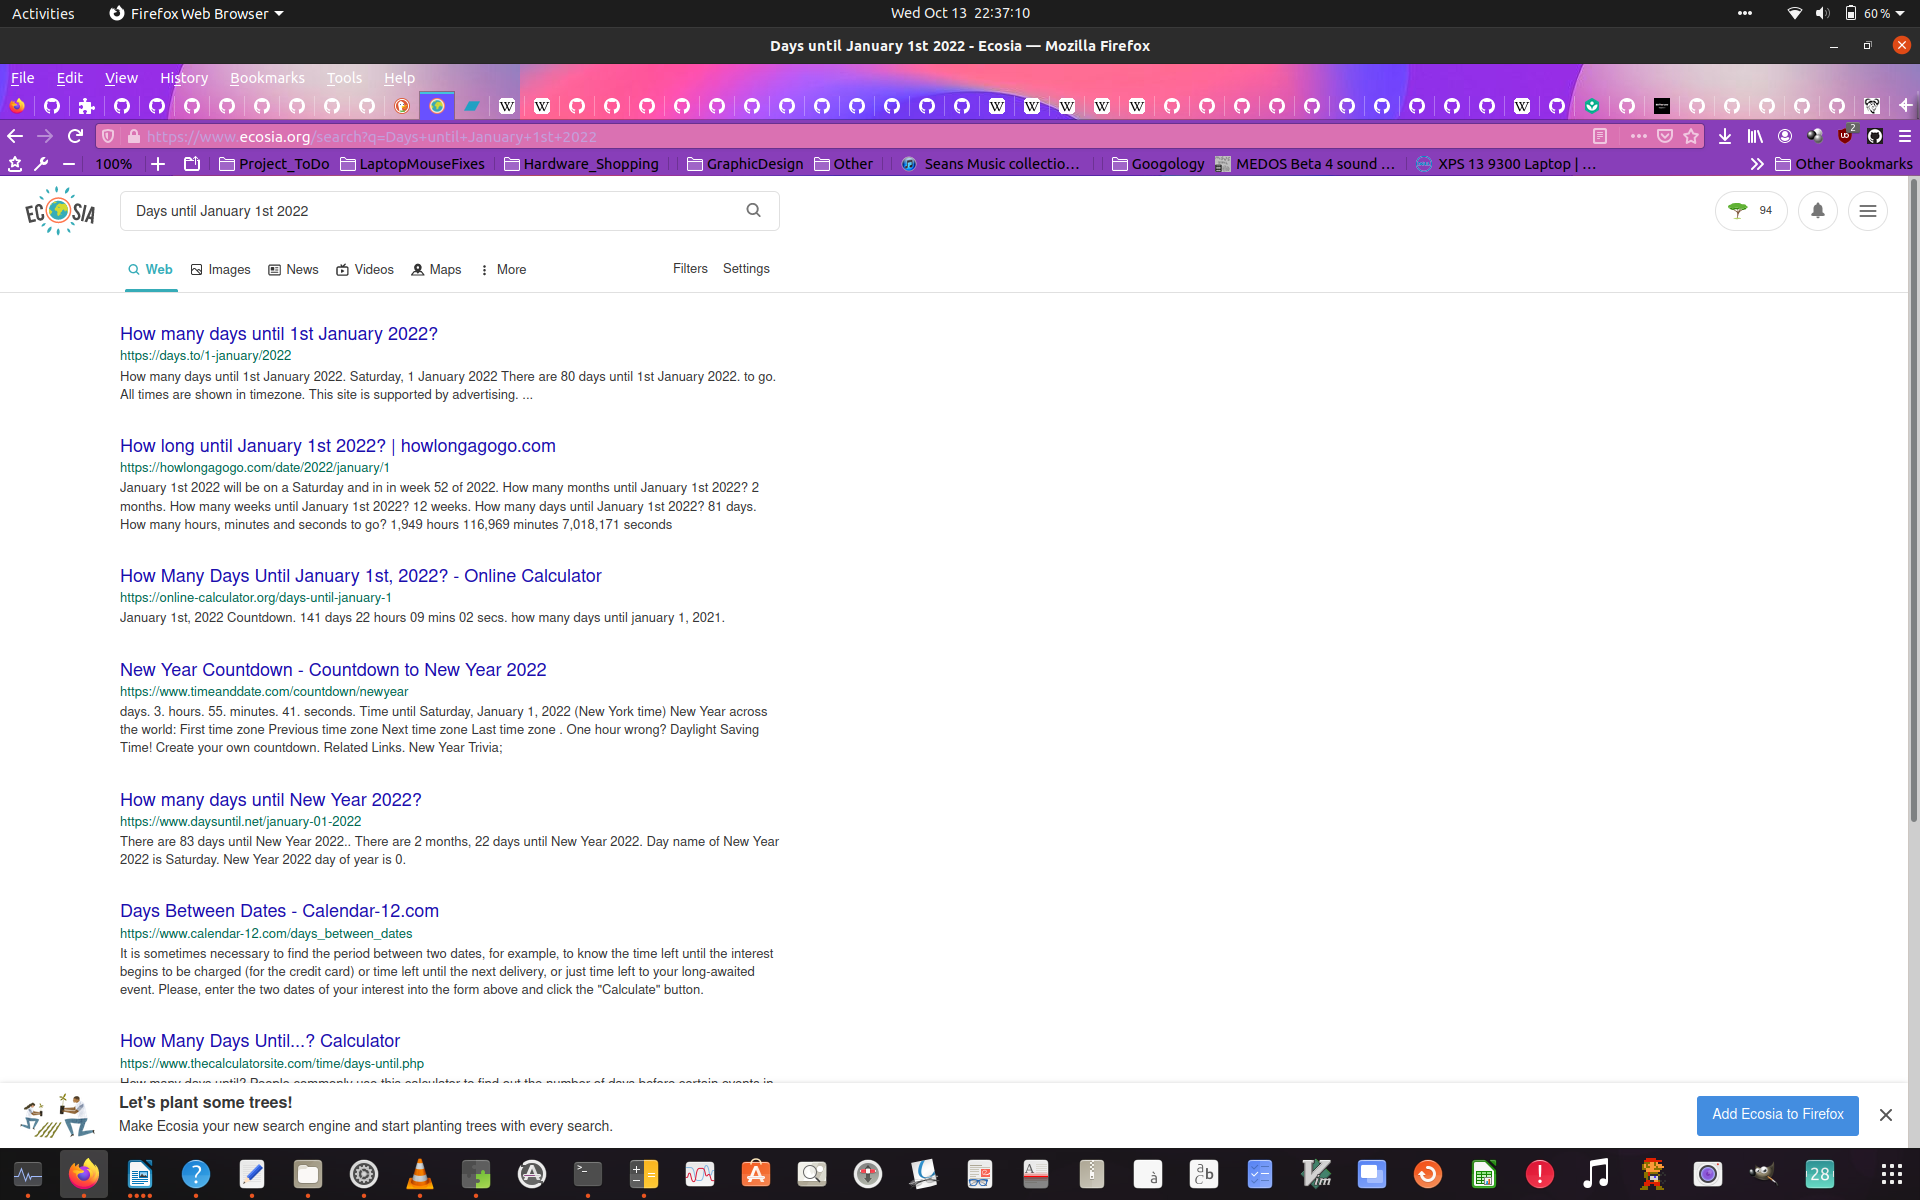 Activities
Firefox Web Browser
Wed Oct 13 22:37:10
60 %
Days until January 1st 2022 - Ecosia — Mozilla Firefox
File Edit View History Bookmarks Tools Help
https://www.ecosia.org/search?q=Days+until+January+1st+2022
2
100%
Project_ToDo
LaptopMouseFixes
Hardware_Shopping
GraphicDesign
Other
Seans Music collectio…
Googology
MEDOS Beta 4 sound …
XPS 13 9300 Laptop | …
Other Bookmarks
ECOSIA
Days until January 1st 2022
94
Web Images News Videos Maps More
Filters Settings
How many days until 1st January 2022?
https://days.to/1-january/2022
How many days until 1st January 2022. Saturday, 1 January 2022 There are 80 days until 1st January 2022. to go.
All times are shown in timezone. This site is supported by advertising. ...
How long until January 1st 2022? | howlongagogo.com
https://howlongagogo.com/date/2022/january/1
January 1st 2022 will be on a Saturday and in in week 52 of 2022. How many months until January 1st 2022? 2
months. How many weeks until January 1st 2022? 12 weeks. How many days until January 1st 2022? 81 days.
How many hours, minutes and seconds to go? 1,949 hours 116,969 minutes 7,018,171 seconds
How Many Days Until January 1st, 2022? - Online Calculator
https://online-calculator.org/days-until-january-1
January 1st, 2022 Countdown. 141 days 22 hours 09 mins 02 secs. how many days until january 1, 2021.
New Year Countdown - Countdown to New Year 2022
https://www.timeanddate.com/countdown/newyear
days. 3. hours. 55. minutes. 41. seconds. Time until Saturday, January 1, 2022 (New York time) New Year across
the world: First time zone Previous time zone Next time zone Last time zone . One hour wrong? Daylight Saving
Time! Create your own countdown. Related Links. New Year Trivia;
How many days until New Year 2022?
https://www.daysuntil.net/january-01-2022
There are 83 days until New Year 2022.. There are 2 months, 22 days until New Year 2022. Day name of New Year
2022 is Saturday. New Year 2022 day of year is 0.
Days Between Dates - Calendar-12.com
https://www.calendar-12.com/days_between_dates
It is sometimes necessary to find the period between two dates, for example, to know the time left until the interest
begins to be charged (for the credit card) or time left until the next delivery, or just time left to your long-awaited
event. Please, enter the two dates of your interest into the form above and click the "Calculate" button.
How Many Days Until...? Calculator
https://www.thecalculatorsite.com/time/days-until.php
How many days until? People commonly use this calculator to find out the number of days before certain events in
Let's plant some trees!
Make Ecosia your new search engine and start planting trees with every search.
Add Ecosia to Firefox
28